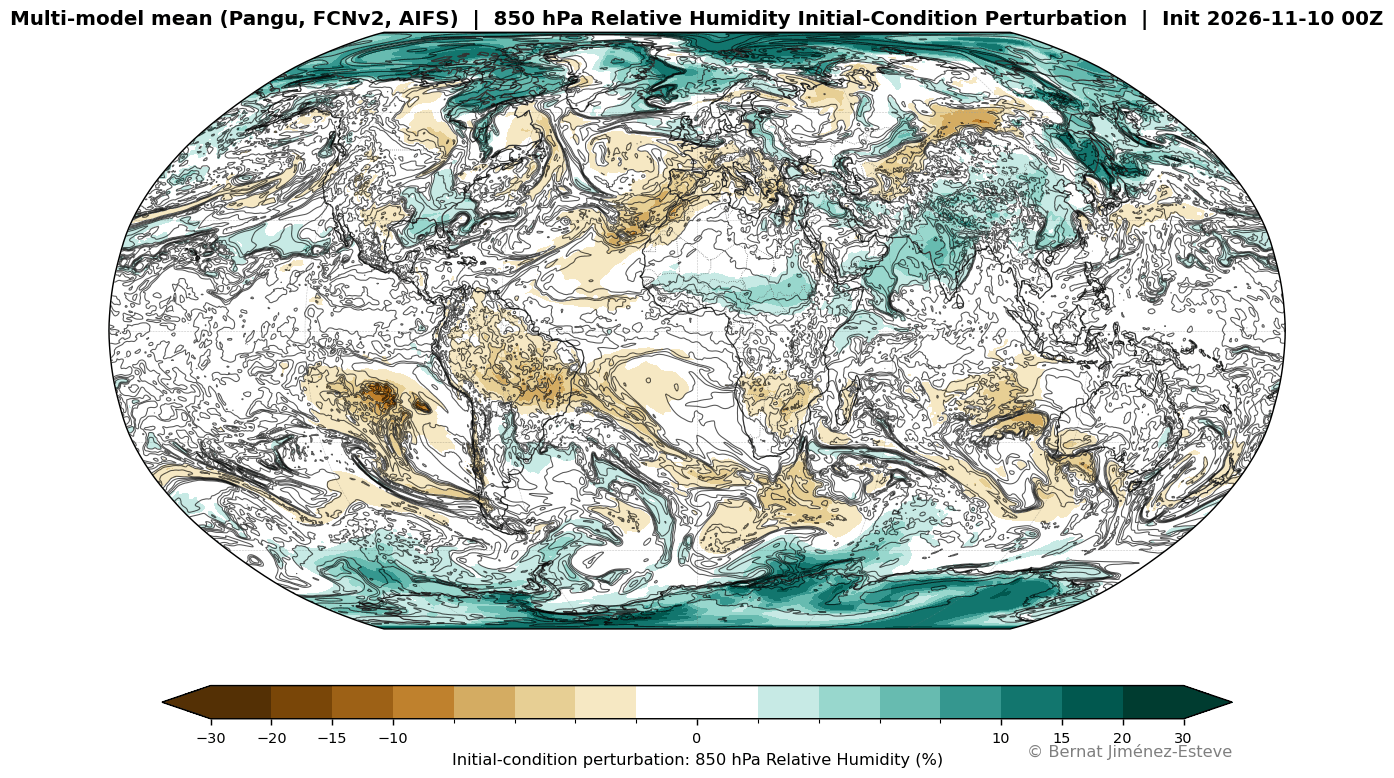 Multi-model mean (Pangu, FCNv2, AIFS)  |  850 hPa Relative Humidity Initial-Condition Perturbation  |  Init 2026-11-10 00Z
−30 −20 −15 −10 0 10 15 20 30
Initial-condition perturbation: 850 hPa Relative Humidity (%)
© Bernat Jiménez-Esteve